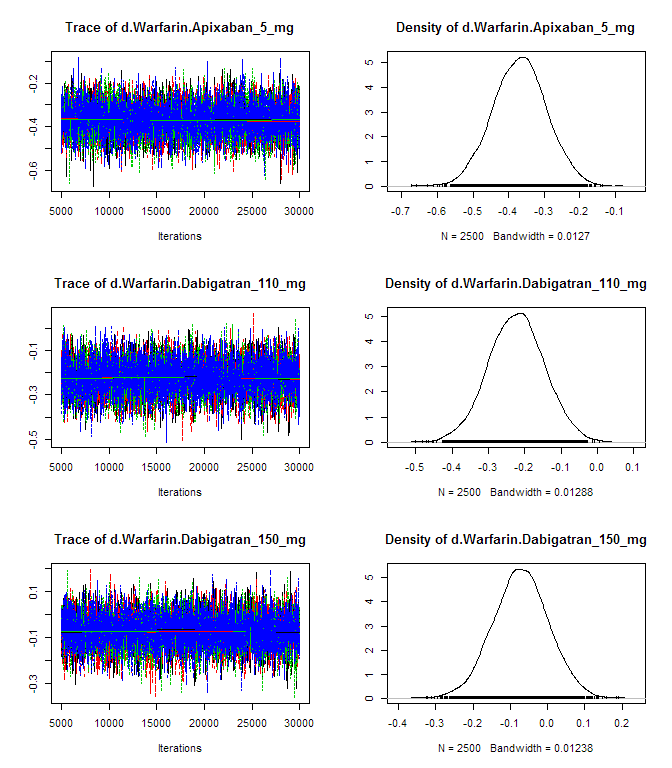 Trace of d.Warfarin.Apixaban_5_mg
-0.2
-0.4
-0.6
5000 10000 15000 20000 25000 30000
Iterations
Density of d.Warfarin.Apixaban_5_mg
5
4
3
2
1
0
-0.7 -0.6 -0.5 -0.4 -0.3 -0.2 -0.1
N = 2500 Bandwidth = 0.0127
Trace of d.Warfarin.Dabigatran_110_mg
-0.1
-0.3
-0.5
5000 10000 15000 20000 25000 30000
Iterations
Density of d.Warfarin.Dabigatran_110_mg
5
4
3
2
1
0
-0.5 -0.4 -0.3 -0.2 -0.1 0.0 0.1
N = 2500 Bandwidth = 0.01288
Trace of d.Warfarin.Dabigatran_150_mg
0.1
-0.1
-0.3
5000 10000 15000 20000 25000 30000
Iterations
Density of d.Warfarin.Dabigatran_150_mg
5
4
3
2
1
0
-0.4 -0.3 -0.2 -0.1 0.0 0.1 0.2
N = 2500 Bandwidth = 0.01238